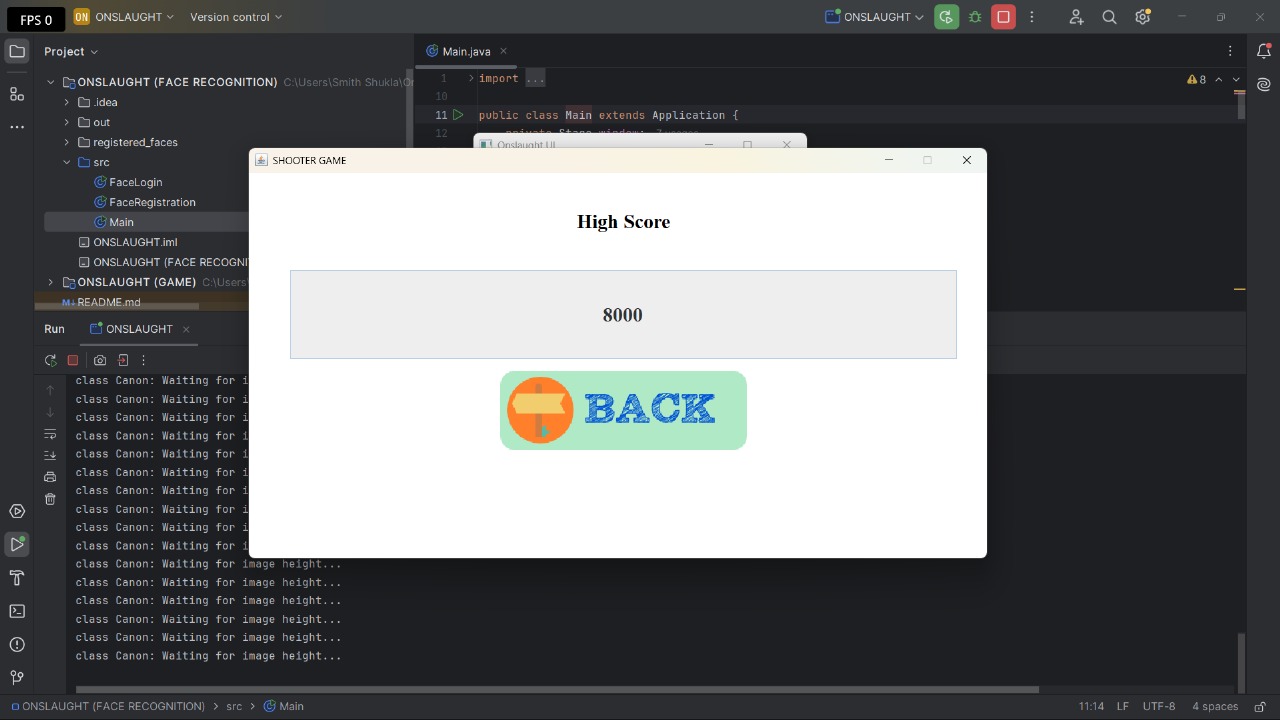 FPS 0
ON ONSLAUGHT
Version control
ONSLAUGHT
Project
Main.java
ONSLAUGHT (FACE RECOGNITION) C:\Users\Smith Shukla\On
.idea
out
registered_faces
src
FaceLogin
FaceRegistration
Main
ONSLAUGHT.iml
ONSLAUGHT (FACE RECOGNI
ONSLAUGHT (GAME) C:\Users
M↓ README.md
1 import ...
8
10
11 public class Main extends Application {
12 private Stage window; 7 usages
Onslaught UI
SHOOTER GAME
High Score
8000
BACK
Run
ONSLAUGHT
class Canon: Waiting for i
class Canon: Waiting for i
class Canon: Waiting for i
class Canon: Waiting for i
class Canon: Waiting for i
class Canon: Waiting for i
class Canon: Waiting for i
class Canon: Waiting for i
class Canon: Waiting for i
class Canon: Waiting for i
class Canon: Waiting for image height...
class Canon: Waiting for image height...
class Canon: Waiting for image height...
class Canon: Waiting for image height...
class Canon: Waiting for image height...
class Canon: Waiting for image height...
ONSLAUGHT (FACE RECOGNITION) > src > Main
11:14 LF UTF-8 4 spaces